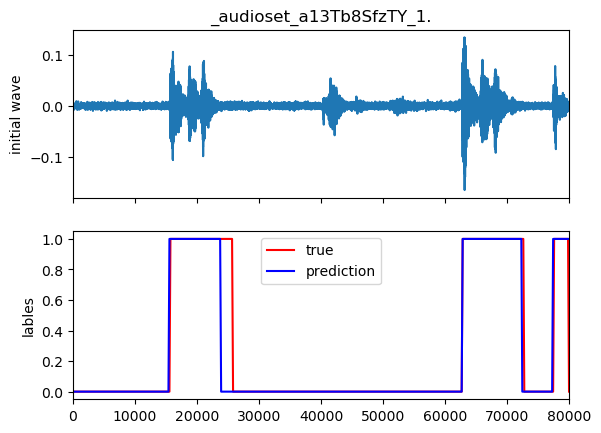 _audioset_a13Tb8SfzTY_1.
initial wave
0.1
0.0
−0.1
lables
1.0
0.8
0.6
0.4
0.2
0.0
true
prediction
0 10000 20000 30000 40000 50000 60000 70000 80000